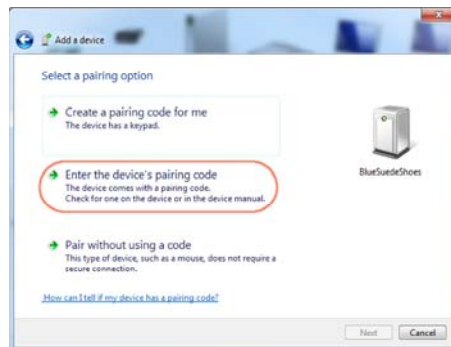 Add a device
Select a pairing option
Create a pairing code for me
The device has a keypad.
Enter the device's pairing code
The device comes with a pairing code.
Check for one on the device or in the device manual.
BlueSuedeShoes
Pair without using a code
This type of device, such as a mouse, does not require a
secure connection.
How can I tell if my device has a pairing code?
Next
Cancel